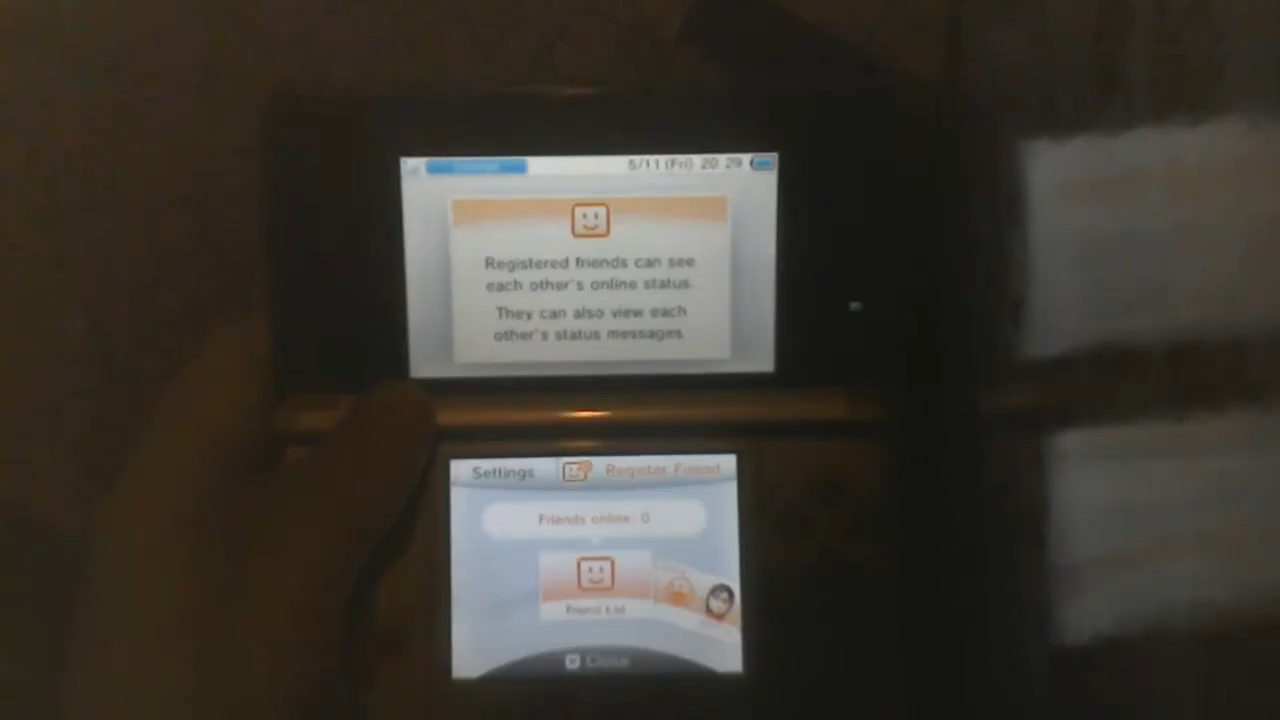 5/11 (Fri) 20 29
Registered friends can see
each other's online status.
They can also view each
other's status messages.
Settings
Register Friend
Friends online: 0
Friend List
Close